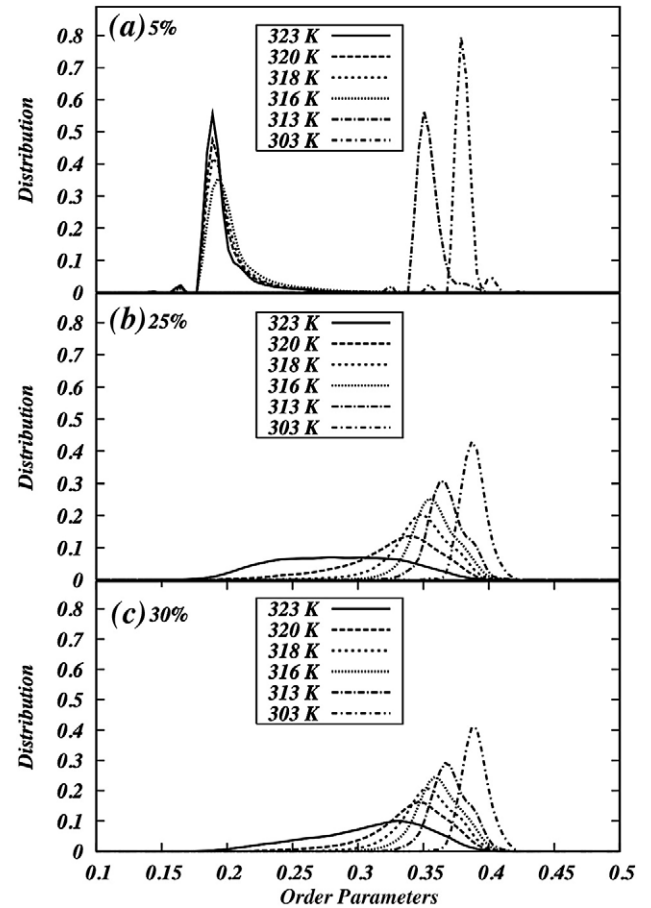 (a) 5%
323 K
320 K
318 K
316 K
313 K
303 K
0.8
0.7
0.6
0.5
0.4
0.3
0.2
0.1
0
Distribution
(b) 25%
323 K
320 K
318 K
316 K
313 K
303 K
0.8
0.7
0.6
0.5
0.4
0.3
0.2
0.1
0
Distribution
(c) 30%
323 K
320 K
318 K
316 K
313 K
303 K
0.8
0.7
0.6
0.5
0.4
0.3
0.2
0.1
0
Distribution
0.1 0.15 0.2 0.25 0.3 0.35 0.4 0.45 0.5
Order Parameters